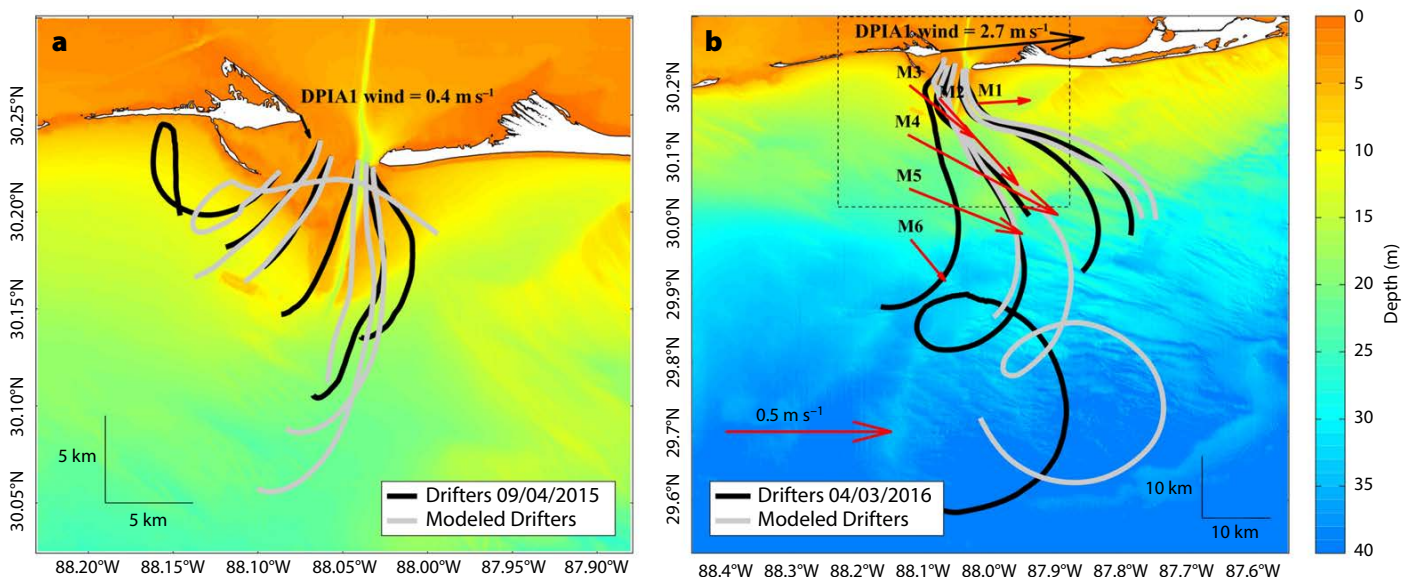 a
DPIA1 wind = 0.4 m s⁻¹
30.25°N
30.20°N
30.15°N
30.10°N
30.05°N
5 km
5 km
Drifters 09/04/2015
Modeled Drifters
88.20°W 88.15°W 88.10°W 88.05°W 88.00°W 87.95°W 87.90°W
b
DPIA1 wind = 2.7 m s⁻¹
M3
M2
M1
M4
M5
M6
30.2°N
30.1°N
30.0°N
29.9°N
29.8°N
29.7°N
29.6°N
0.5 m s⁻¹
10 km
10 km
Drifters 04/03/2016
Modeled Drifters
88.4°W 88.3°W 88.2°W 88.1°W 88.0°W 87.9°W 87.8°W 87.7°W 87.6°W
0
5
10
15
20
25
30
35
40
Depth (m)